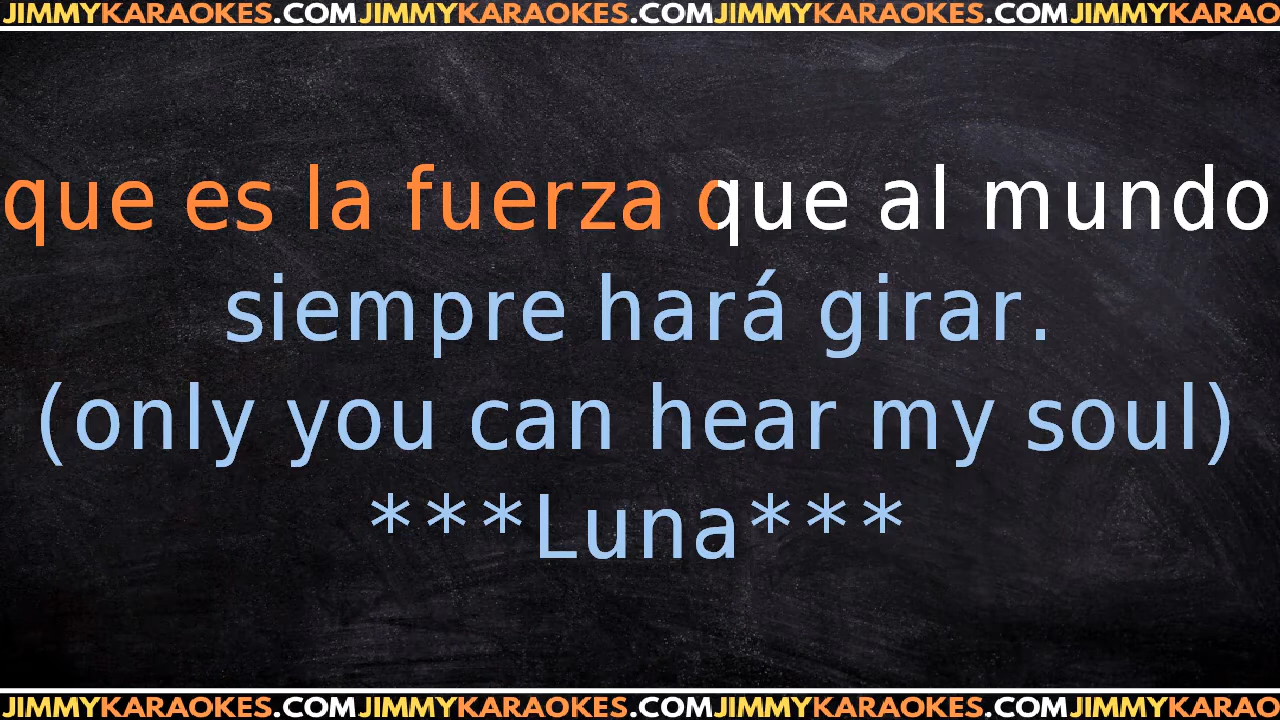 JIMMYKARAOKES.COMJIMMYKARAOKES.COMJIMMYKARAOKES.COMJIMMYKARAO
que es la fuerza que al mundo
siempre hará girar.
(only you can hear my soul)
***Luna***
JIMMYKARAOKES.COMJIMMYKARAOKES.COMJIMMYKARAOKES.COMJIMMYKARAO